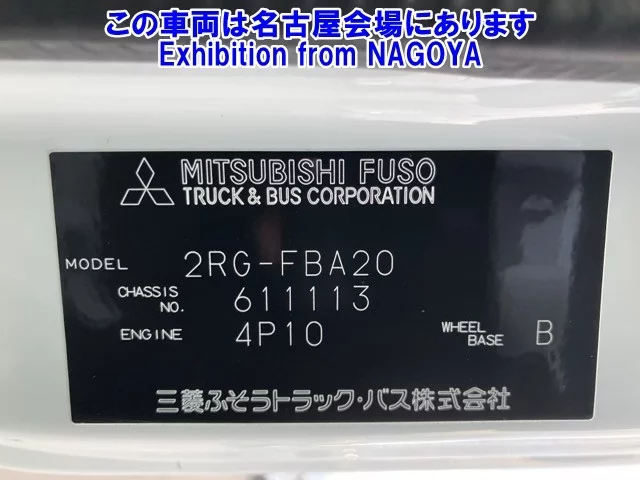 この車両は名古屋会場にあります
Exhibition from NAGOYA
MITSUBISHI FUSO
TRUCK & BUS CORPORATION
MODEL 2RG-FBA20
CHASSIS NO. 611113
ENGINE 4P10 WHEEL BASE B
三菱ふそうトラック・バス株式会社